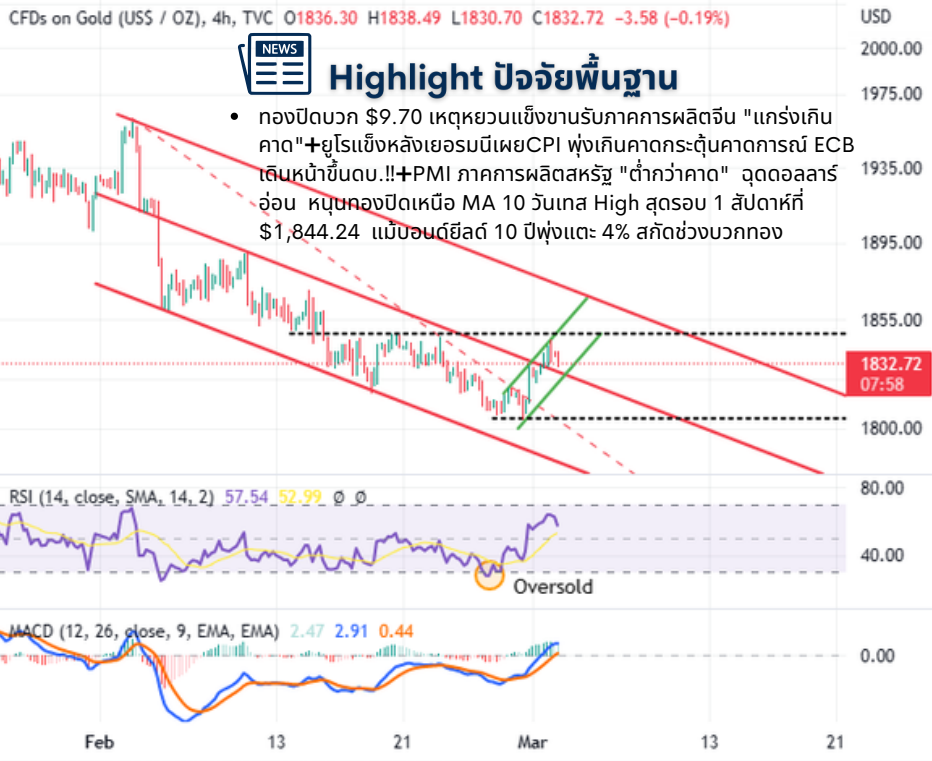 CFDs on Gold (US$ / OZ), 4h, TVC O1836.30 H1838.49 L1830.70 C1832.72 −3.58 (−0.19%)
USD
2000.00
NEWS
Highlight ปัจจัยพื้นฐาน
1975.00
• ทองปิดบวก $9.70 เหตุหยวนแข็งขานรับภาคการผลิตจีน "แกร่งเกิน
คาด"+ยูโรแข็งหลังเยอรมนีเผยCPI พุ่งเกินคาดกระตุ้นคาดการณ์ ECB
เดินหน้าขึ้นดบ.!!+PMI ภาคการผลิตสหรัฐ "ต่ำกว่าคาด" ฉุดดอลลาร์
1935.00
อ่อน หนุนทองปิดเหนือ MA 10 วันเทส High สุดรอบ 1 สัปดาห์ที่
$1,844.24 แม้บอนด์ยีลด์ 10 ปีพุ่งแตะ 4% สกัดช่วงบวกทอง
1895.00
1855.00
1832.72
07:58
1800.00
RSI (14, close, SMA, 14, 2) 57.54 52.99 ø ø
80.00
40.00
Oversold
MACD (12, 26, close, 9, EMA, EMA) 2.47 2.91 0.44
0.00
Feb 13 21 Mar 13 21